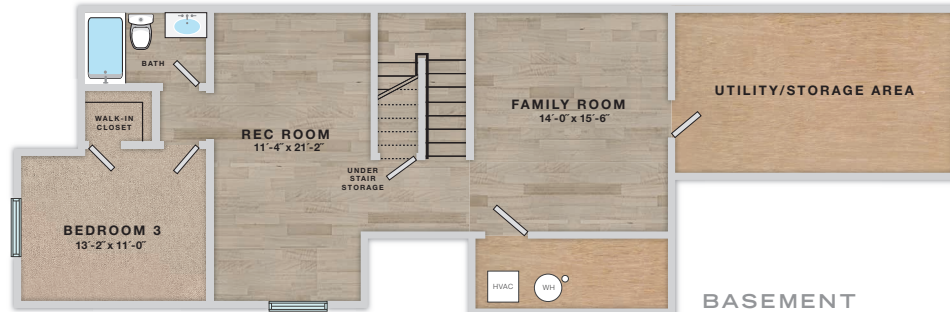 BATH
WALK-IN
CLOSET
REC ROOM
11'-4" x 21'-2"
UNDER
STAIR
STORAGE
FAMILY ROOM
14'-0" x 15'-6"
UTILITY/STORAGE AREA
BEDROOM 3
13'-2" x 11'-0"
HVAC
WH
BASEMENT